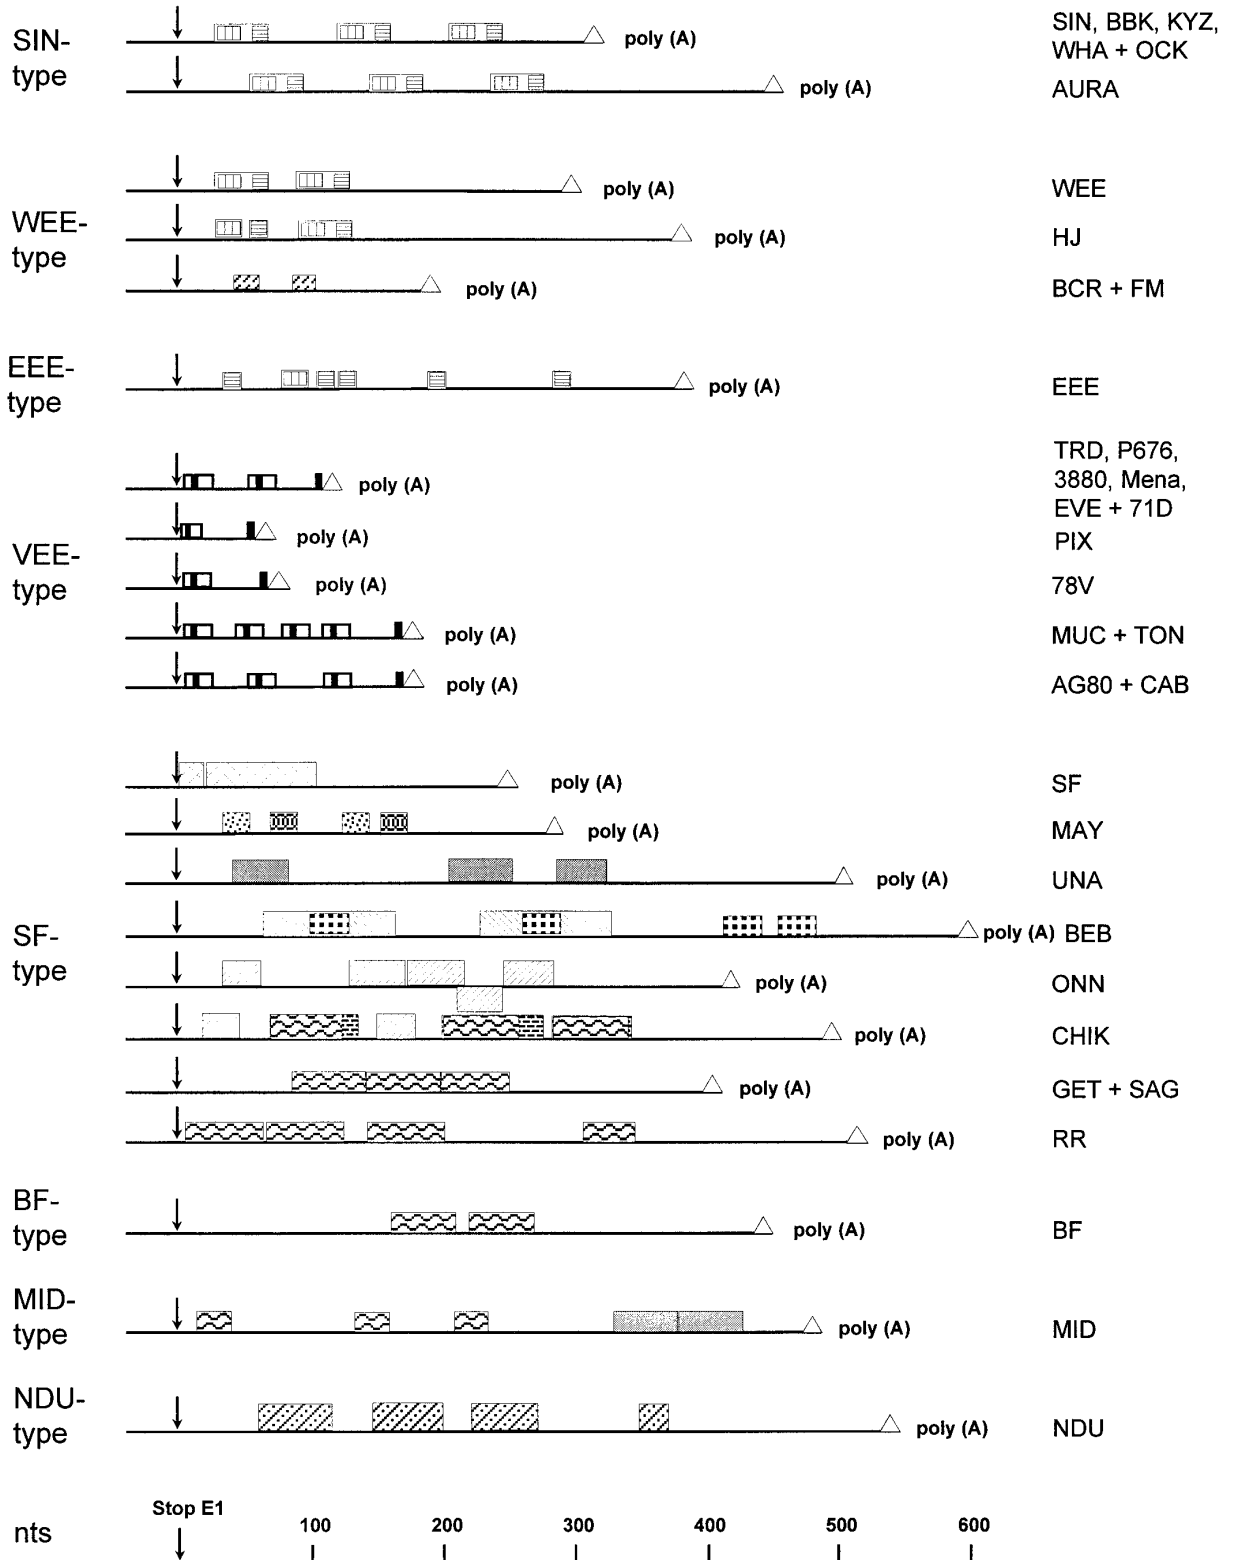 SIN-
type
poly (A)
SIN, BBK, KYZ,
WHA + OCK
poly (A)
AURA
WEE-
type
poly (A)
WEE
poly (A)
HJ
poly (A)
BCR + FM
EEE-
type
poly (A)
EEE
VEE-
type
poly (A)
TRD, P676,
3880, Mena,
EVE + 71D
poly (A)
PIX
poly (A)
78V
poly (A)
MUC + TON
poly (A)
AG80 + CAB
SF-
type
poly (A)
SF
poly (A)
MAY
poly (A)
UNA
poly (A)
BEB
poly (A)
ONN
poly (A)
CHIK
poly (A)
GET + SAG
poly (A)
RR
BF-
type
poly (A)
BF
MID-
type
poly (A)
MID
NDU-
type
poly (A)
NDU
Stop E1
nts
100 200 300 400 500 600